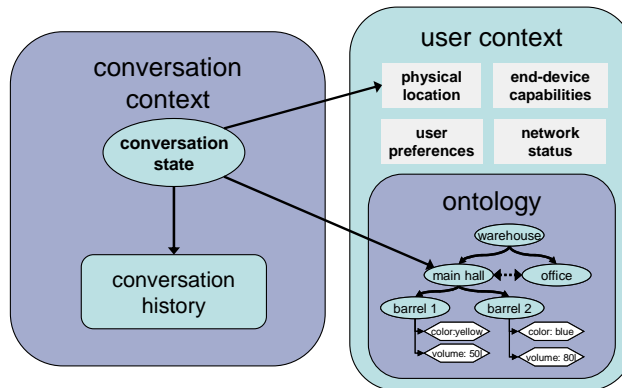 conversation
context
conversation
state
conversation
history
user context
physical
location
end-device
capabilities
user
preferences
network
status
ontology
warehouse
main hall
office
barrel 1
barrel 2
color:yellow
color: blue
volume: 50l
volume: 80l